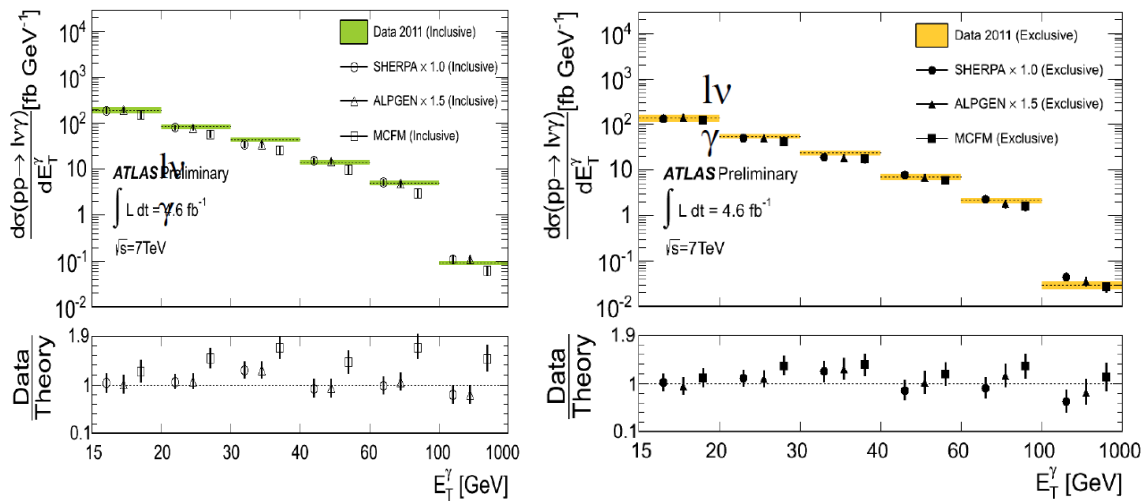 dσ(pp→ lνγ)
dE_T^γ
[fb GeV⁻¹]
10⁴
10³
10²
10
1
10⁻¹
10⁻²
Data 2011 (Inclusive)
SHERPA × 1.0 (Inclusive)
ALPGEN × 1.5 (Inclusive)
MCFM (Inclusive)
lν
ATLAS Preliminary
γ
∫ L dt = 4.6 fb⁻¹
√s=7TeV
Data
Theory
1.9
1
0.1
15 20 30 40 60 100 1000
E_T^γ [GeV]
dσ(pp→ lνγ)
dE_T^γ
[fb GeV⁻¹]
10⁴
10³
10²
10
1
10⁻¹
10⁻²
Data 2011 (Exclusive)
SHERPA × 1.0 (Exclusive)
ALPGEN × 1.5 (Exclusive)
MCFM (Exclusive)
lν
γ
ATLAS Preliminary
∫ L dt = 4.6 fb⁻¹
√s=7TeV
Data
Theory
1.9
1
0.1
15 20 30 40 60 100 1000
E_T^γ [GeV]